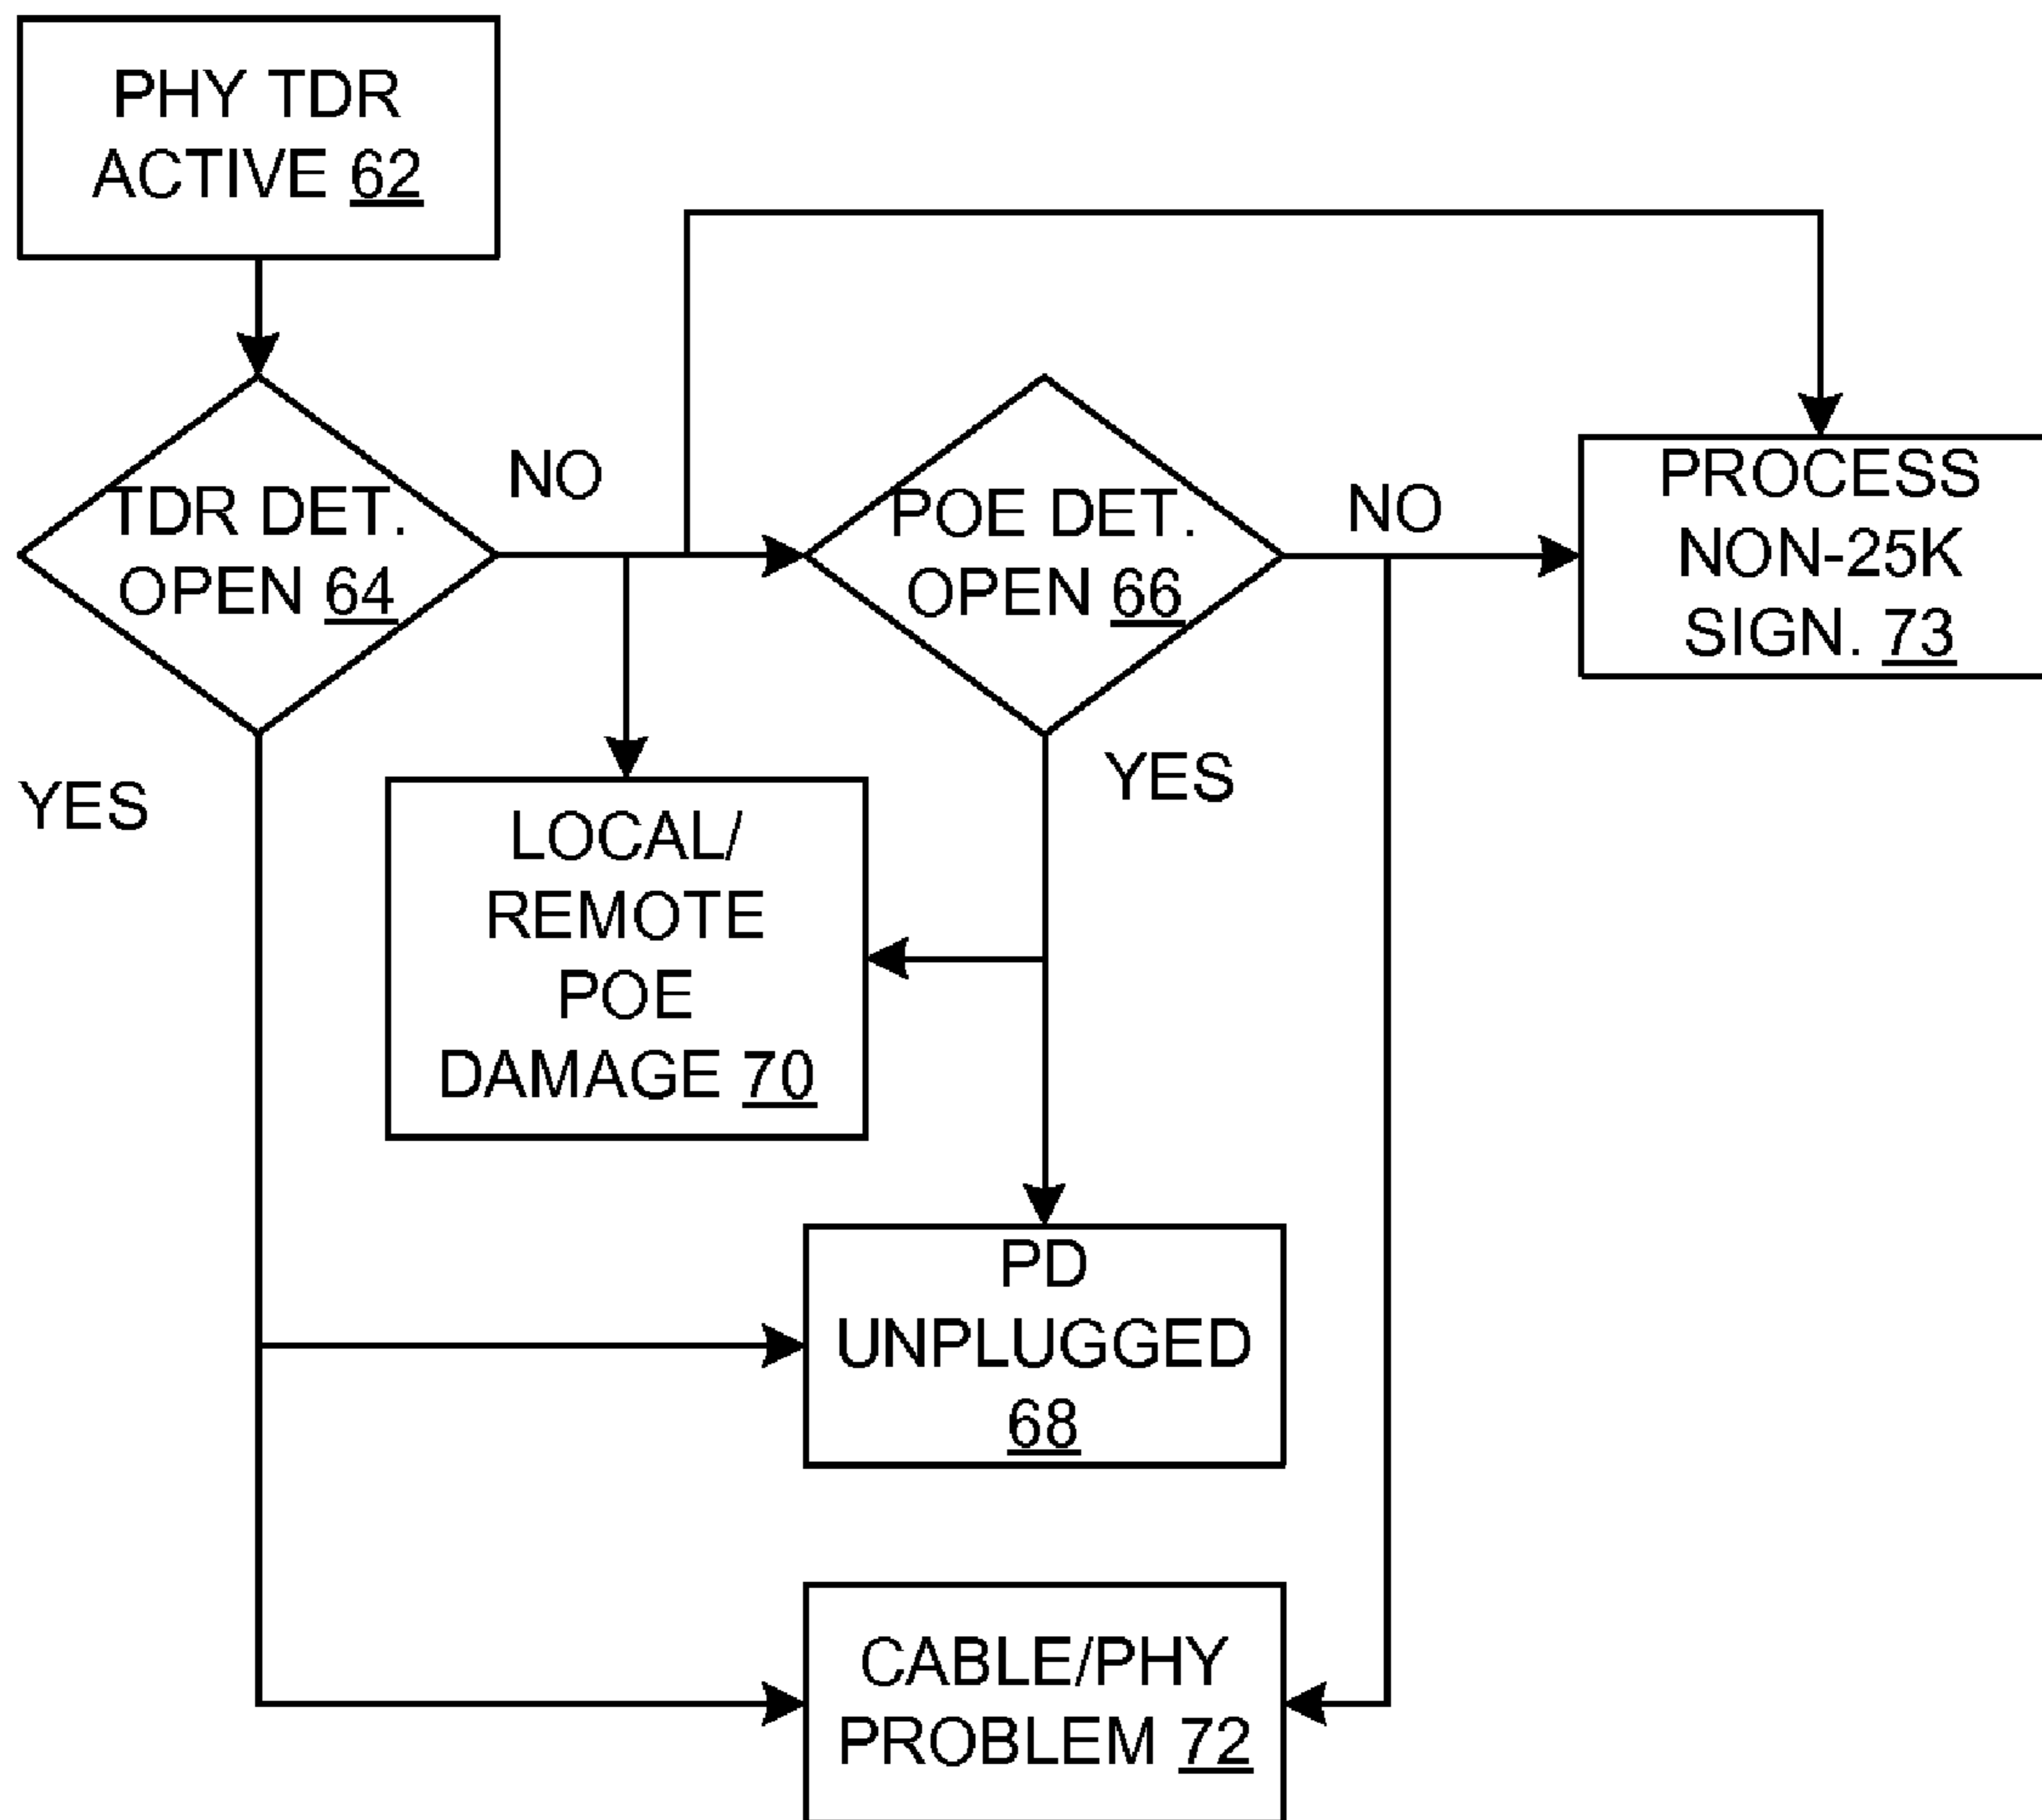 PHY TDR
ACTIVE 62
NO
TDR DET.
OPEN 64
POE DET.
OPEN 66
NO
PROCESS
NON-25K
SIGN. 73
YES
YES
LOCAL/
REMOTE
POE
DAMAGE 70
PD
UNPLUGGED
68
CABLE/PHY
PROBLEM 72